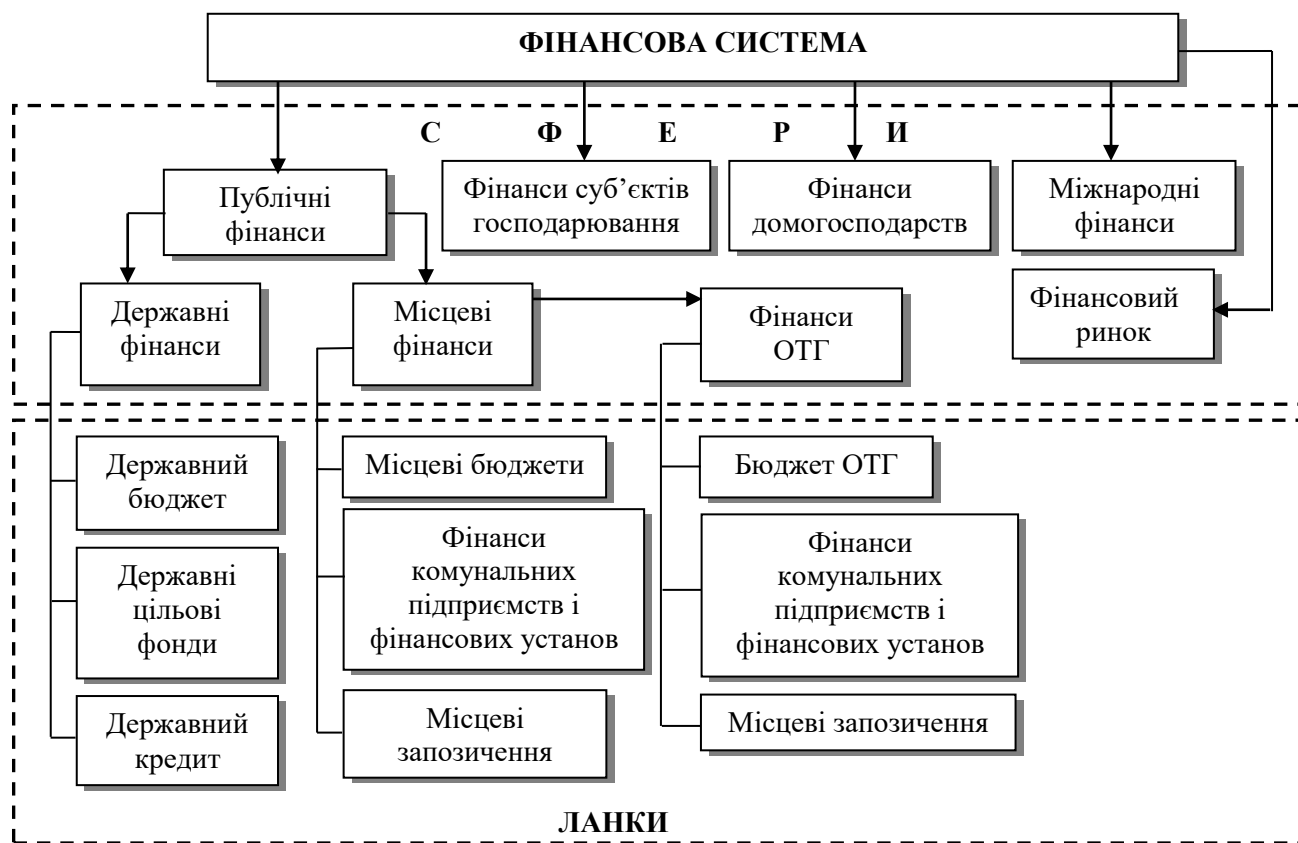 ФІНАНСОВА СИСТЕМА
С Ф Е Р И
Публічні
фінанси
Фінанси суб’єктів
господарювання
Фінанси
домогосподарств
Міжнародні
фінанси
Державні
фінанси
Місцеві
фінанси
Фінанси
ОТГ
Фінансовий
ринок
Державний
бюджет
Місцеві бюджети
Бюджет ОТГ
Державні
цільові
фонди
Фінанси
комунальних
підприємств і
фінансових установ
Фінанси
комунальних
підприємств і
фінансових установ
Державний
кредит
Місцеві
запозичення
Місцеві запозичення
ЛАНКИ